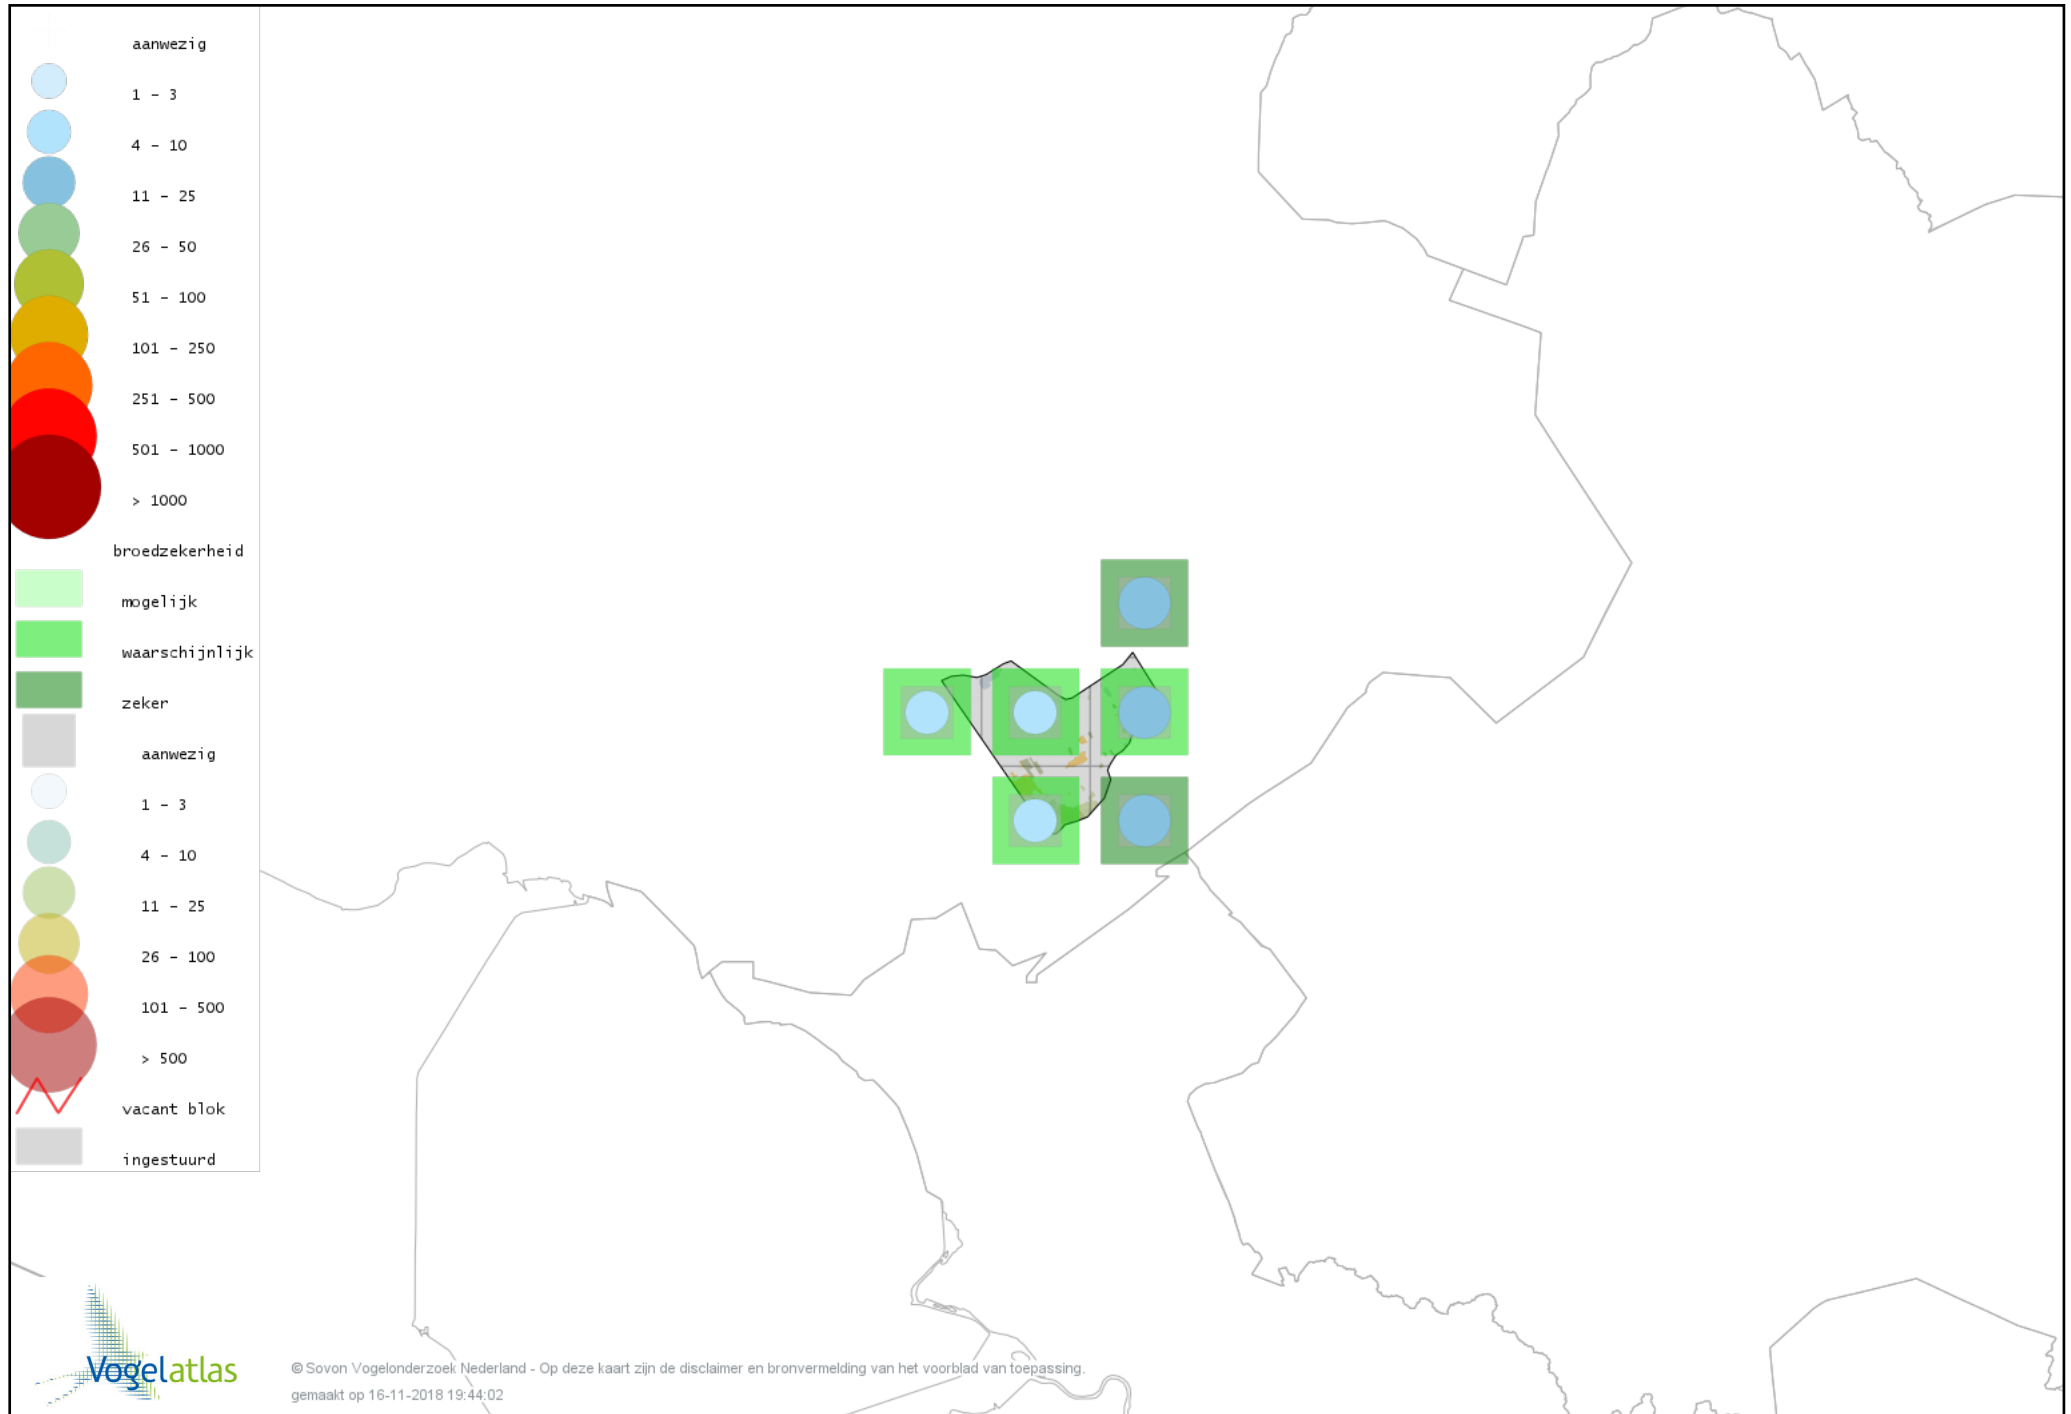 aanwezig
1 - 3
4 - 10
11 - 25
26 - 50
51 - 100
101 - 250
251 - 500
501 - 1000
> 1000
broedzekerheid
mogelijk
waarschijnlijk
zeker
aanwezig
1 - 3
4 - 10
11 - 25
26 - 100
101 - 500
> 500
vacant blok
ingestuurd
Vogelatlas
© Sovon Vogelonderzoek Nederland - Op deze kaart zijn de disclaimer en bronvermelding van het voorblad van toepassing.
gemaakt op 16-11-2018 19:44:02